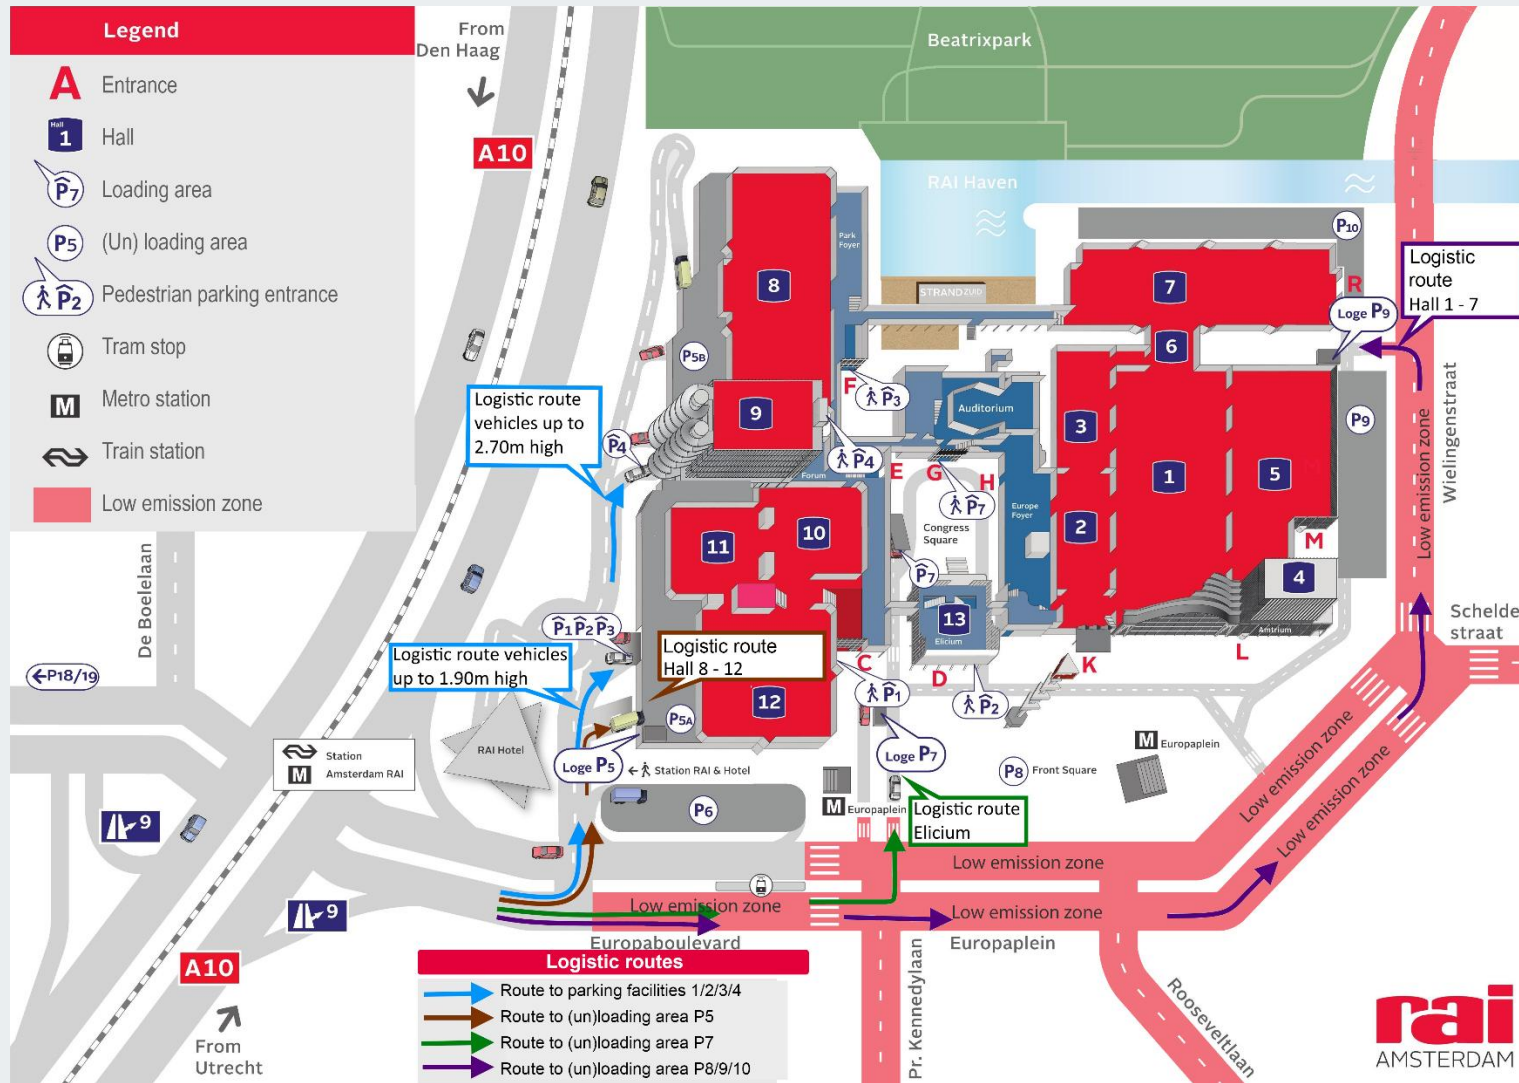 Legend
A Entrance
Hall
1 Hall
P7 Loading area
P5 (Un) loading area
P2 Pedestrian parking entrance
Tram stop
M Metro station
Train station
Low emission zone
From
Den Haag
A10
Beatrixpark
RAI Haven
STRANDZUID
Park
Foyer
P10
Logistic
route
Hall 1 - 7
R
Loge P9
8
7
6
P5B
F
P3
Auditorium
3
P9
Wielingenstraat
Low emission zone
Logistic route
vehicles up to
2.70m high
9
P4
P4
Forum
E
G
H
P7
1
5
Europe
Foyer
2
M
11
10
Congress
Square
P7
4
De Boelelaan
13
Elicium
Amtrium
L
Schelde
straat
P1 P2 P3
Logistic route vehicles
up to 1.90m high
Logistic route
Hall 8 - 12
C
D
K
←P18/19
12
P1
P2
P5A
RAI Hotel
Station
M Amsterdam RAI
Loge P5
Loge P7
← Station RAI & Hotel
P8 Front Square
M Europaplein
M Europaplein
Logistic route
Elicium
P6
9
9
Low emission zone
Low emission zone
Low emission zone
Low emission zone
Low emission zone
Europaboulevard
Europaplein
A10
From
Utrecht
Logistic routes
Route to parking facilities 1/2/3/4
Route to (un)loading area P5
Route to (un)loading area P7
Route to (un)loading area P8/9/10
Pr. Kennedylaan
Rooseveltlaan
rai
AMSTERDAM